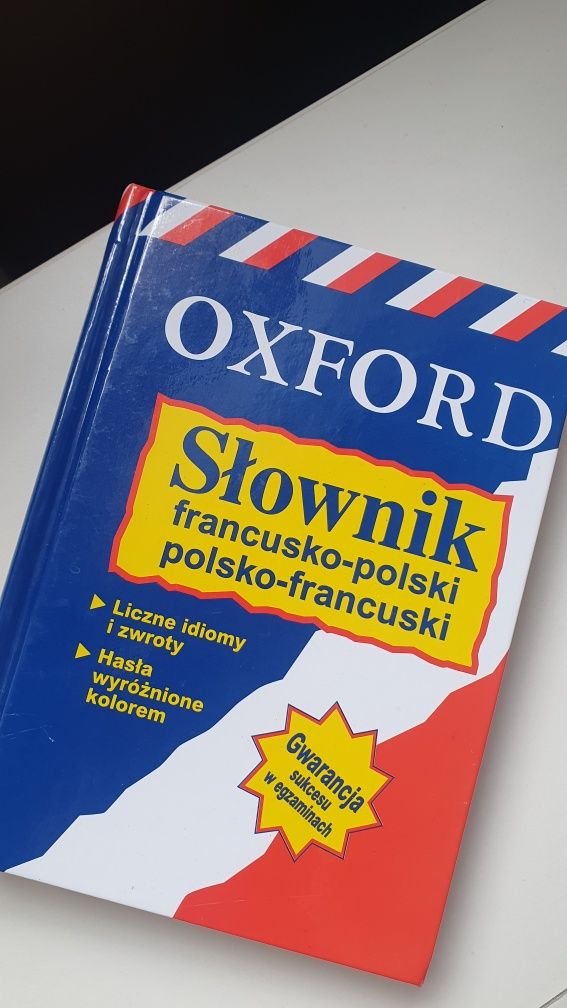 OXFORD
Słownik
francusko-polski
polsko-francuski
Liczne idiomy
i zwroty
Hasła
wyróżnione
kolorem
Gwarancja
sukcesu
w egzaminach